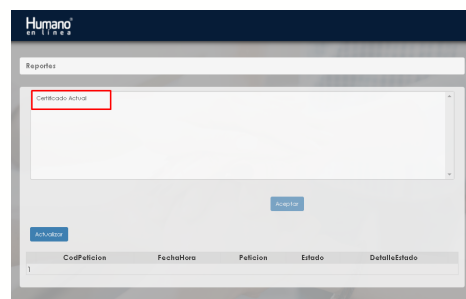 Humano®
en línea
Reportes
Certificado Actual
Aceptar
Actualizar
CodPeticion FechaHora Peticion Estado DetalleEstado
1